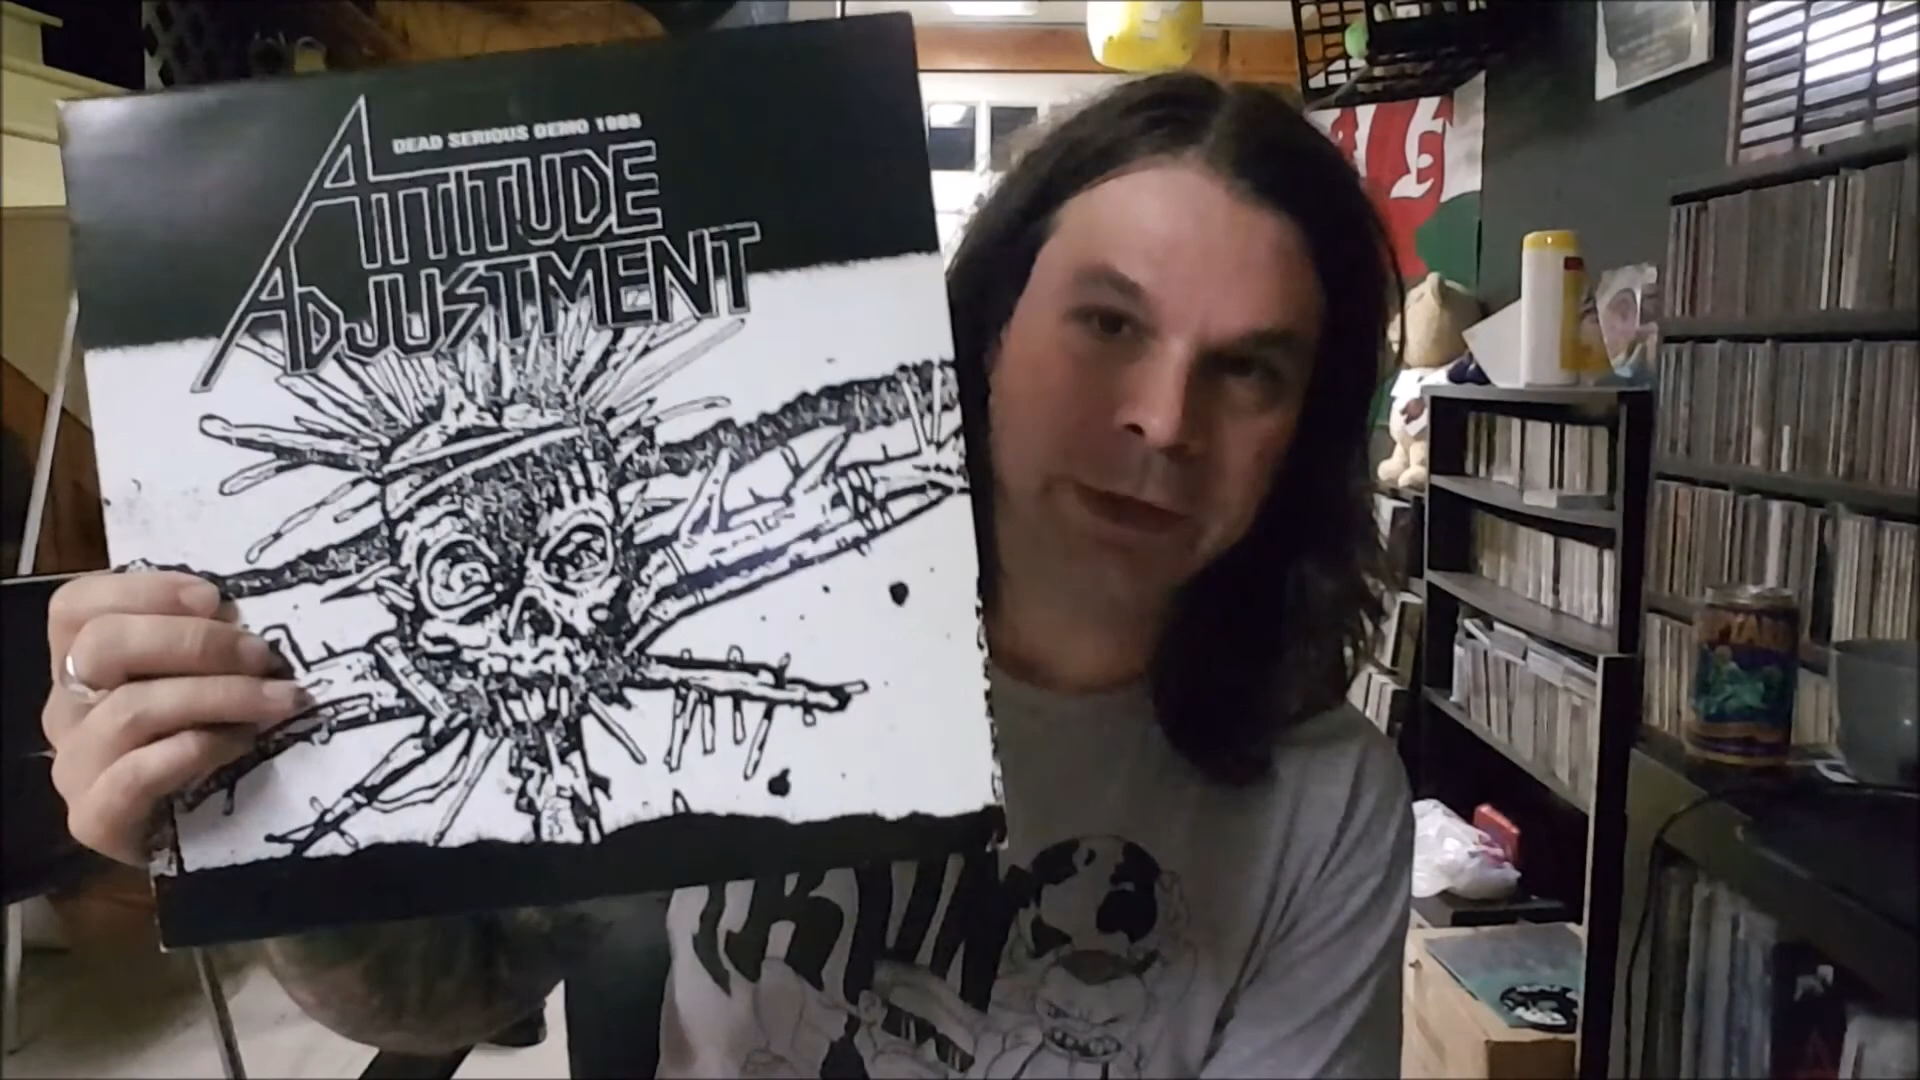 DEAD SERIOUS DEMO 1985
ATTITUDE
ADJUSTMENT